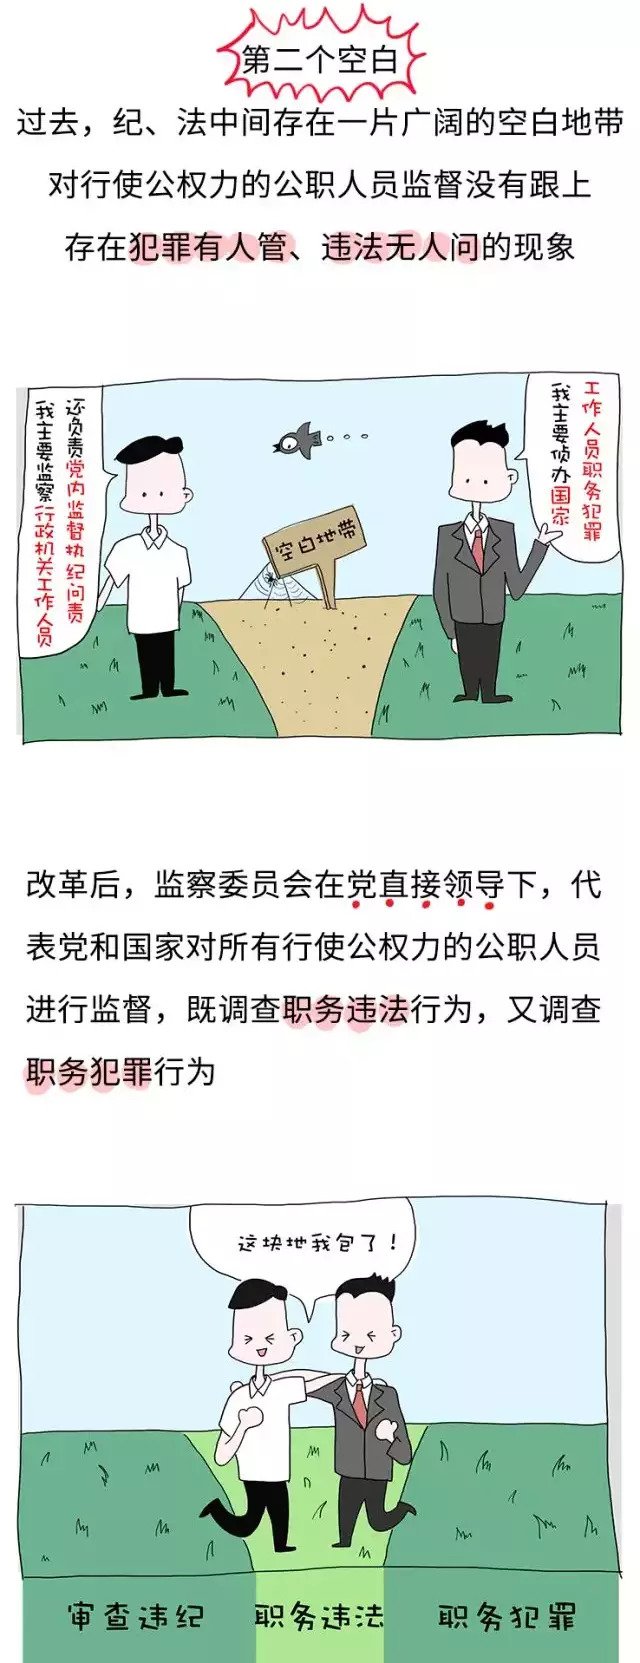 第二个空白
过去，纪、法中间存在一片广阔的空白地带
对行使公权力的公职人员监督没有跟上
存在犯罪有人管、违法无人问的现象
我主要监察行政机关工作人员
还负责党内监督执纪问责
空白地带
我主要侦办国家
工作人员职务犯罪
改革后，监察委员会在党直接领导下，代
表党和国家对所有行使公权力的公职人员
进行监督，既调查职务违法行为，又调查
职务犯罪行为
这块地我包了！
审查违纪
职务违法
职务犯罪